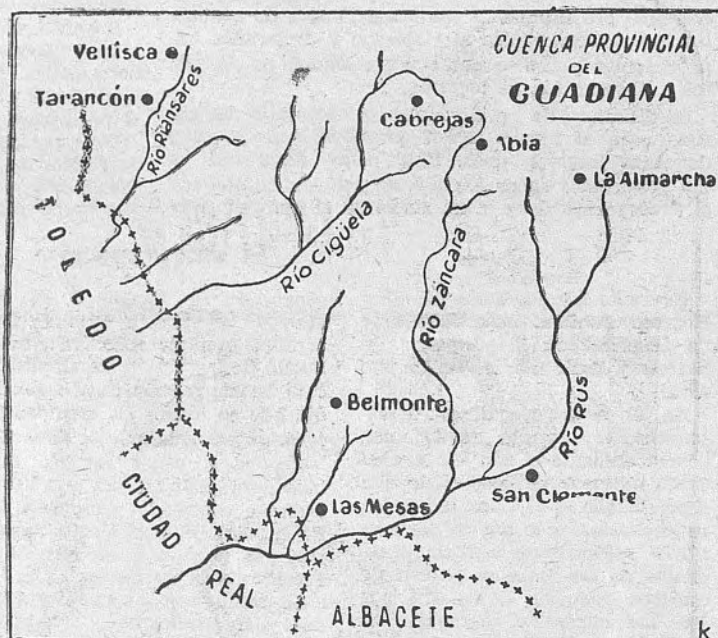 CUENCA PROVINCIAL
DEL
GUADIANA
Vellisca
Tarancón
Río Riánsares
Cabrejas
Abia
La Almarcha
TOLEDO
Río Cigüela
Río Záncara
Río Rus
Belmonte
San Clemente
Las Mesas
CIUDAD
REAL
ALBACETE
k